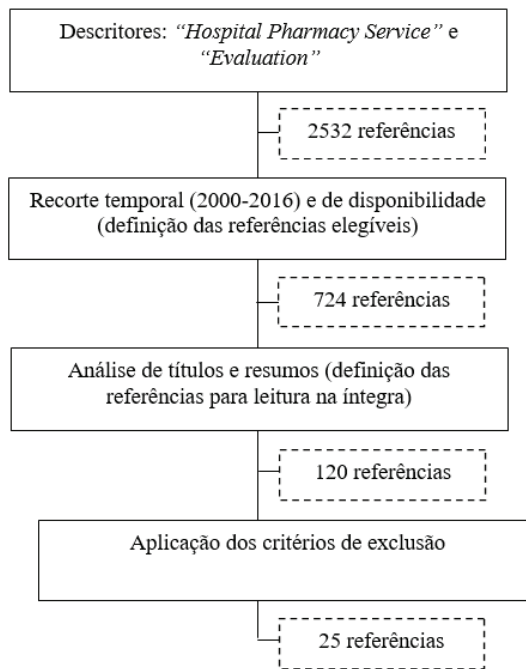 Descritores: “Hospital Pharmacy Service” e
“Evaluation”
2532 referências
Recorte temporal (2000-2016) e de disponibilidade
(definição das referências elegíveis)
724 referências
Análise de títulos e resumos (definição das
referências para leitura na íntegra)
120 referências
Aplicação dos critérios de exclusão
25 referências